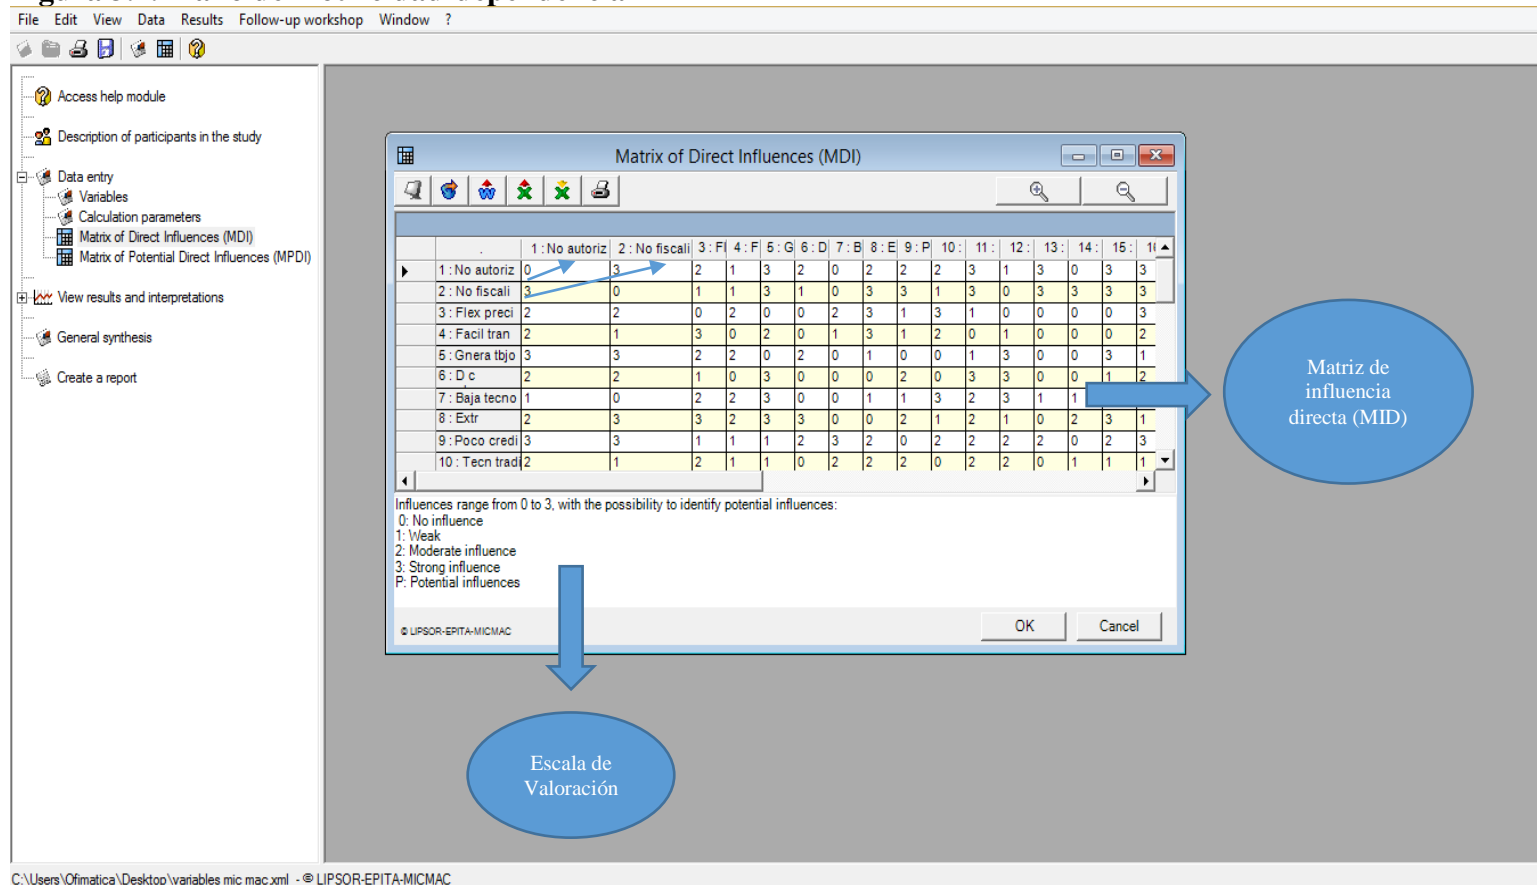 File Edit View Data Results Follow-up workshop Window ?
Access help module
Description of participants in the study
Data entry
Variables
Calculation parameters
Matrix of Direct Influences (MDI)
Matrix of Potential Direct Influences (MPDI)
View results and interpretations
General synthesis
Create a report
Matrix of Direct Influences (MDI)
. 1 : No autoriz 2 : No fiscali 3 : Fl 4 : F 5 : G 6 : D 7 : B 8 : E 9 : P 10 : 11 : 12 : 13 : 14 : 15 :
1 : No autoriz 0 3 2 1 3 2 0 2 2 2 3 1 3 0 3 3
2 : No fiscali 3 0 1 1 3 1 0 3 3 1 3 0 3 3 3 3
3 : Flex preci 2 2 0 2 0 0 2 3 1 3 1 0 0 0 0 3
4 : Facil tran 2 1 3 0 2 0 1 3 1 2 0 1 0 0 0 2
5 : Gnera tbjo 3 3 2 2 0 2 0 1 0 0 1 3 0 0 3 1
6 : D c 2 2 1 0 3 0 0 0 2 0 3 3 0 0 1 2
7 : Baja tecno 1 0 2 2 3 0 0 1 1 3 2 3 1 1
8 : Extr 2 3 3 2 3 3 0 0 2 1 2 1 0 2 3 1
9 : Poco credi 3 3 1 1 1 2 3 2 0 2 2 2 2 0 2 3
10 : Tecn tradi 2 1 2 1 1 0 2 2 2 0 2 2 0 1 1 1
Influences range from 0 to 3, with the possibility to identify potential influences:
0: No influence
1: Weak
2: Moderate influence
3: Strong influence
P: Potential influences
© LIPSOR-EPITA-MICMAC
OK Cancel
Matriz de
influencia
directa (MID)
Escala de
Valoración
C:\Users\Ofimatica\Desktop\variables mic mac.xml - © LIPSOR-EPITA-MICMAC